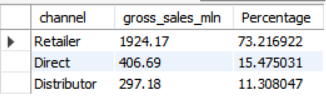 channel gross_sales_mln Percentage
Retailer 1924.17 73.216922
Direct 406.69 15.475031
Distributor 297.18 11.308047